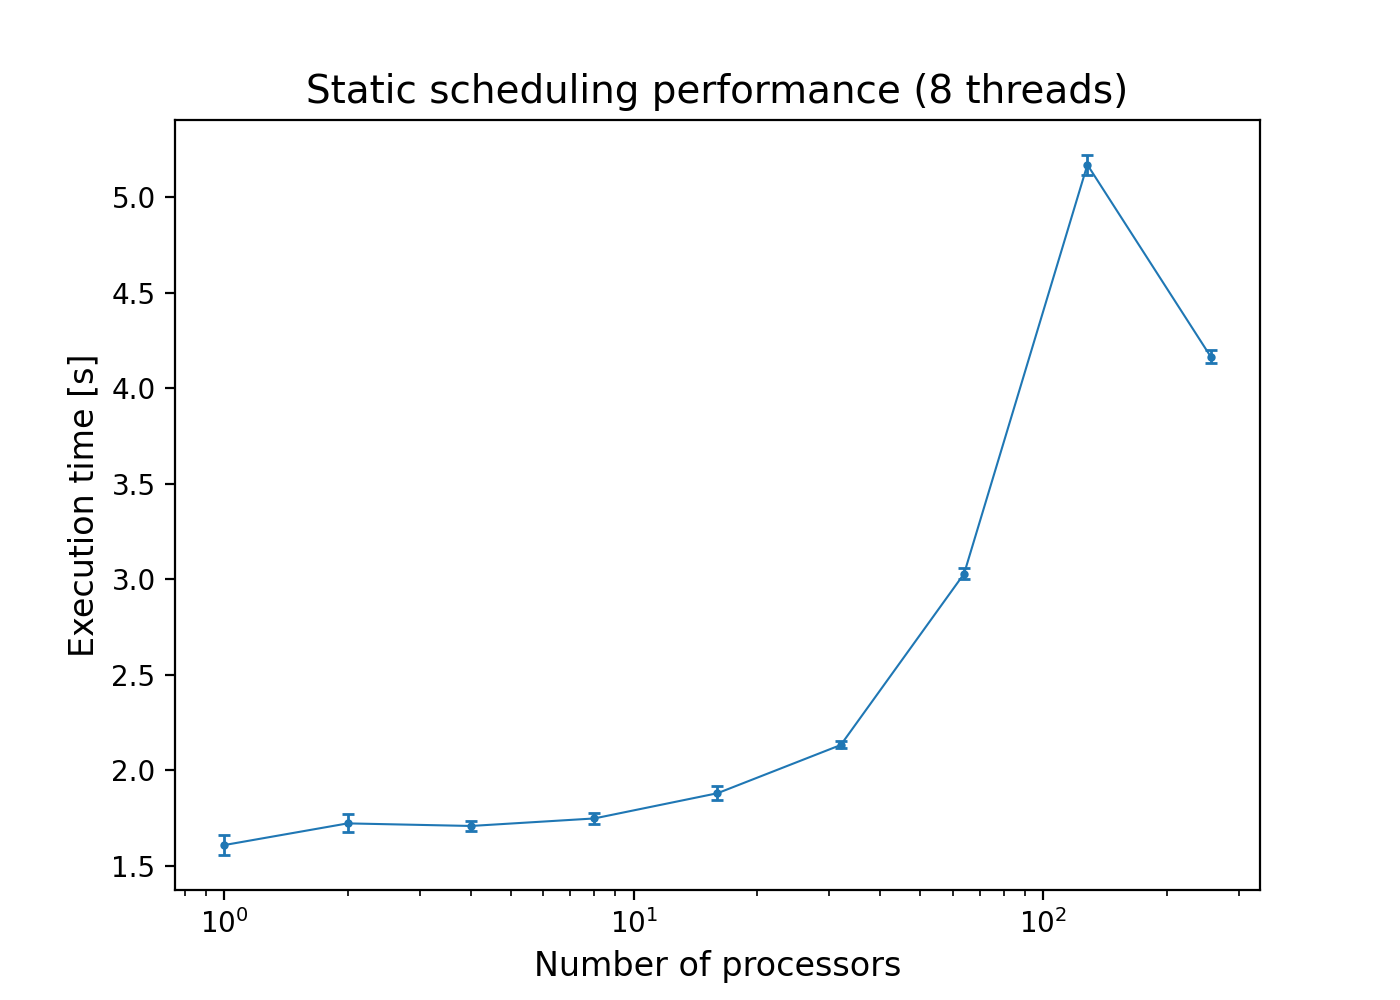 Static scheduling performance (8 threads)
Execution time [s]
5.0
4.5
4.0
3.5
3.0
2.5
2.0
1.5
10⁰ 10¹ 10²
Number of processors